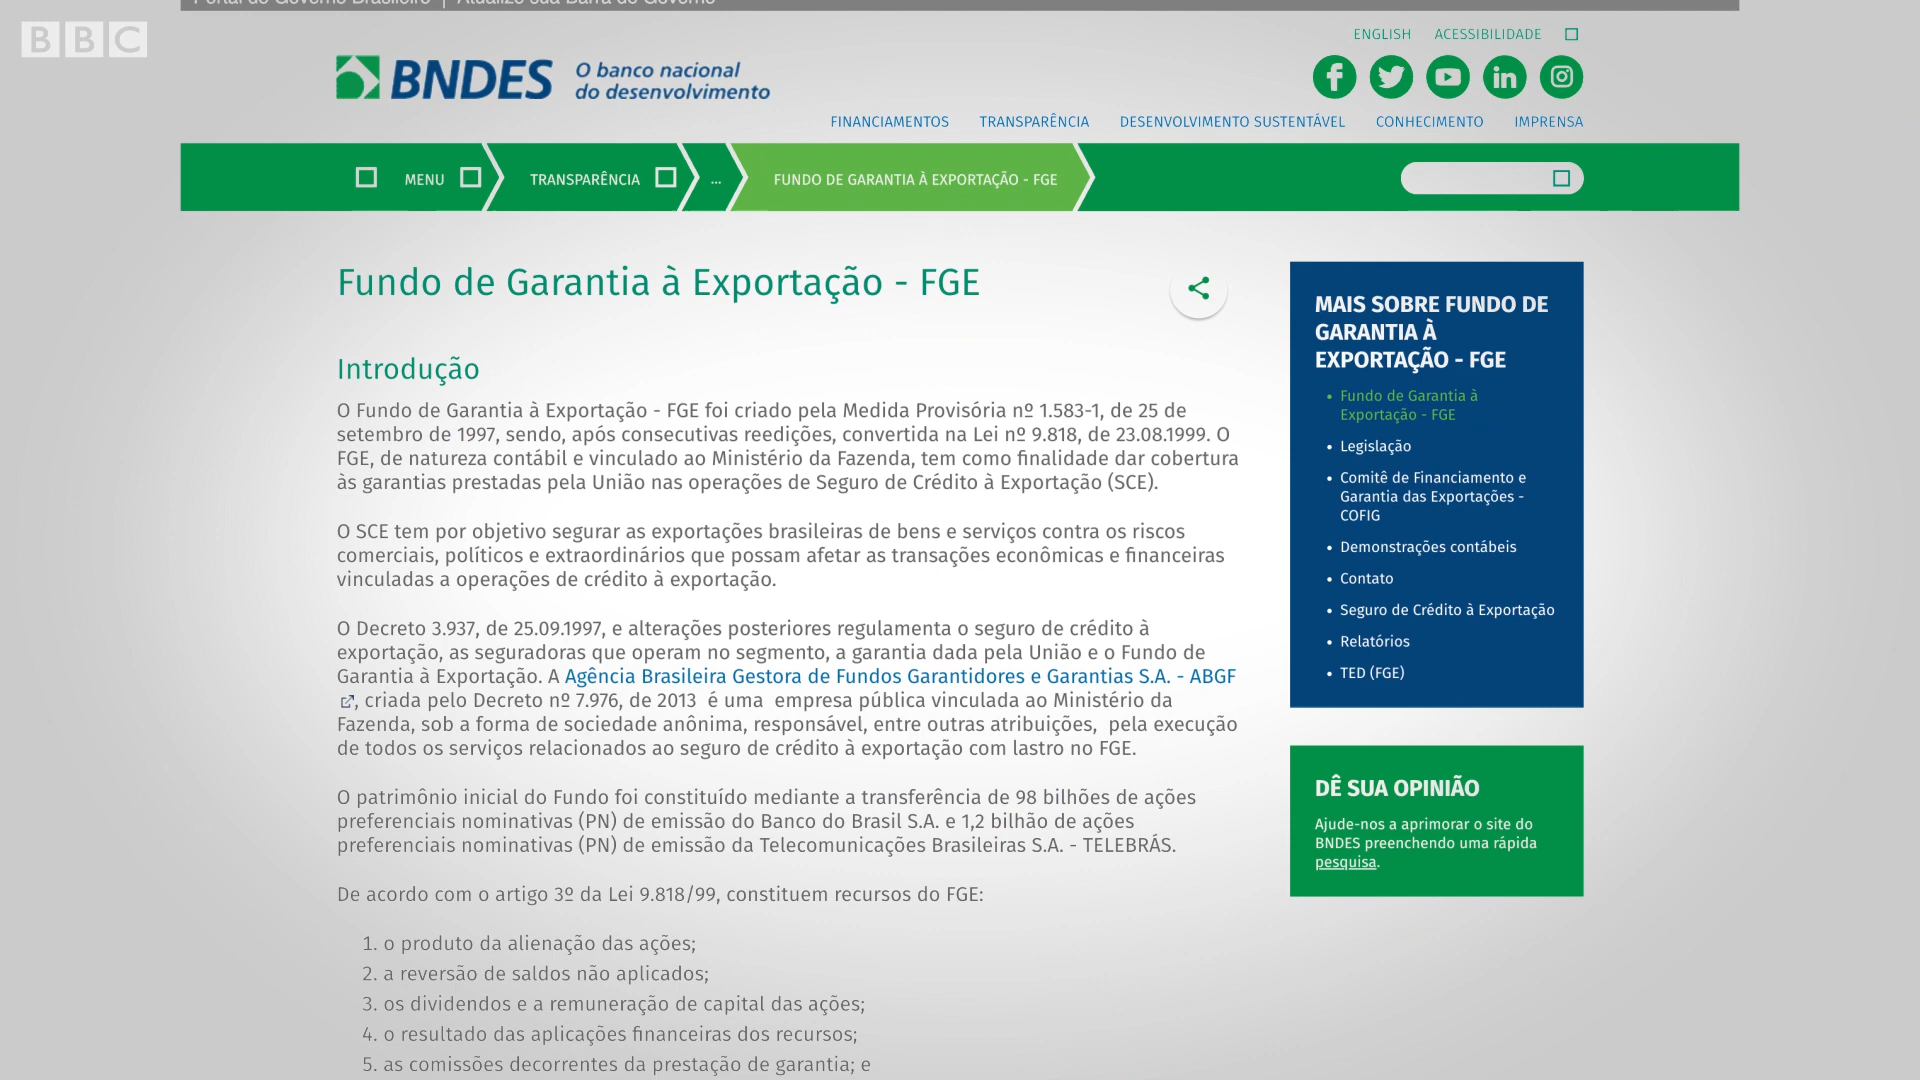 Portal do Governo Brasileiro | Atualize sua Barra de Governo
BBC
ENGLISH ACESSIBILIDADE
BNDES O banco nacional
do desenvolvimento
FINANCIAMENTOS TRANSPARÊNCIA DESENVOLVIMENTO SUSTENTÁVEL CONHECIMENTO IMPRENSA
MENU TRANSPARÊNCIA ... FUNDO DE GARANTIA À EXPORTAÇÃO - FGE
Fundo de Garantia à Exportação - FGE
Introdução
O Fundo de Garantia à Exportação - FGE foi criado pela Medida Provisória nº 1.583-1, de 25 de
setembro de 1997, sendo, após consecutivas reedições, convertida na Lei nº 9.818, de 23.08.1999. O
FGE, de natureza contábil e vinculado ao Ministério da Fazenda, tem como finalidade dar cobertura
às garantias prestadas pela União nas operações de Seguro de Crédito à Exportação (SCE).
O SCE tem por objetivo segurar as exportações brasileiras de bens e serviços contra os riscos
comerciais, políticos e extraordinários que possam afetar as transações econômicas e financeiras
vinculadas a operações de crédito à exportação.
O Decreto 3.937, de 25.09.1997, e alterações posteriores regulamenta o seguro de crédito à
exportação, as seguradoras que operam no segmento, a garantia dada pela União e o Fundo de
Garantia à Exportação. A Agência Brasileira Gestora de Fundos Garantidores e Garantias S.A. - ABGF
, criada pelo Decreto nº 7.976, de 2013 é uma empresa pública vinculada ao Ministério da
Fazenda, sob a forma de sociedade anônima, responsável, entre outras atribuições, pela execução
de todos os serviços relacionados ao seguro de crédito à exportação com lastro no FGE.
O patrimônio inicial do Fundo foi constituído mediante a transferência de 98 bilhões de ações
preferenciais nominativas (PN) de emissão do Banco do Brasil S.A. e 1,2 bilhão de ações
preferenciais nominativas (PN) de emissão da Telecomunicações Brasileiras S.A. - TELEBRÁS.
De acordo com o artigo 3º da Lei 9.818/99, constituem recursos do FGE:
1. o produto da alienação das ações;
2. a reversão de saldos não aplicados;
3. os dividendos e a remuneração de capital das ações;
4. o resultado das aplicações financeiras dos recursos;
5. as comissões decorrentes da prestação de garantia; e
MAIS SOBRE FUNDO DE
GARANTIA À
EXPORTAÇÃO - FGE
• Fundo de Garantia à
Exportação - FGE
• Legislação
• Comitê de Financiamento e
Garantia das Exportações -
COFIG
• Demonstrações contábeis
• Contato
• Seguro de Crédito à Exportação
• Relatórios
• TED (FGE)
DÊ SUA OPINIÃO
Ajude-nos a aprimorar o site do
BNDES preenchendo uma rápida
pesquisa.